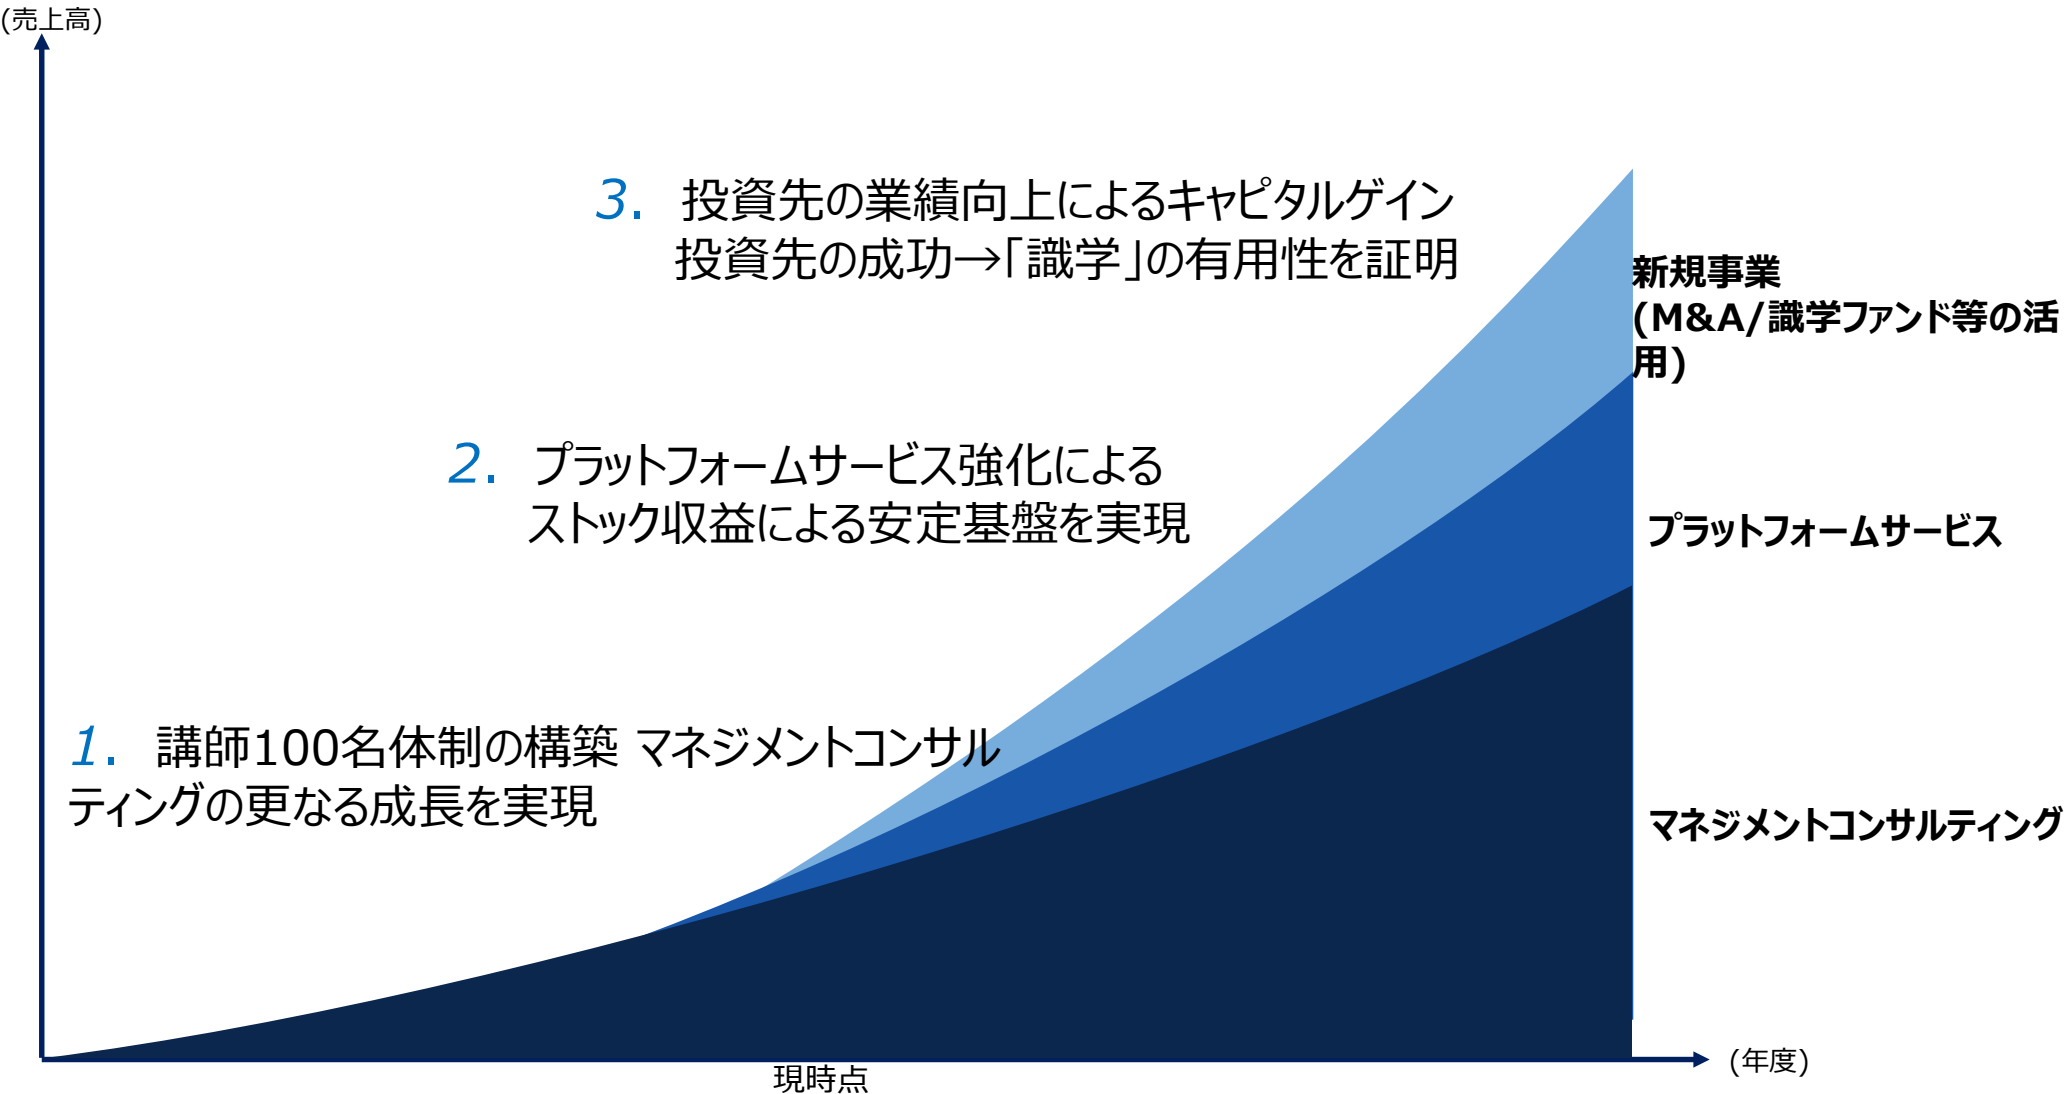 (売上高)
3. 投資先の業績向上によるキャピタルゲイン
投資先の成功→「識学」の有用性を証明
新規事業
(M&A/識学ファンド等の活
用)
2. プラットフォームサービス強化による
ストック収益による安定基盤を実現
プラットフォームサービス
1. 講師100名体制の構築 マネジメントコンサル
ティングの更なる成長を実現
マネジメントコンサルティング
(年度)
現時点